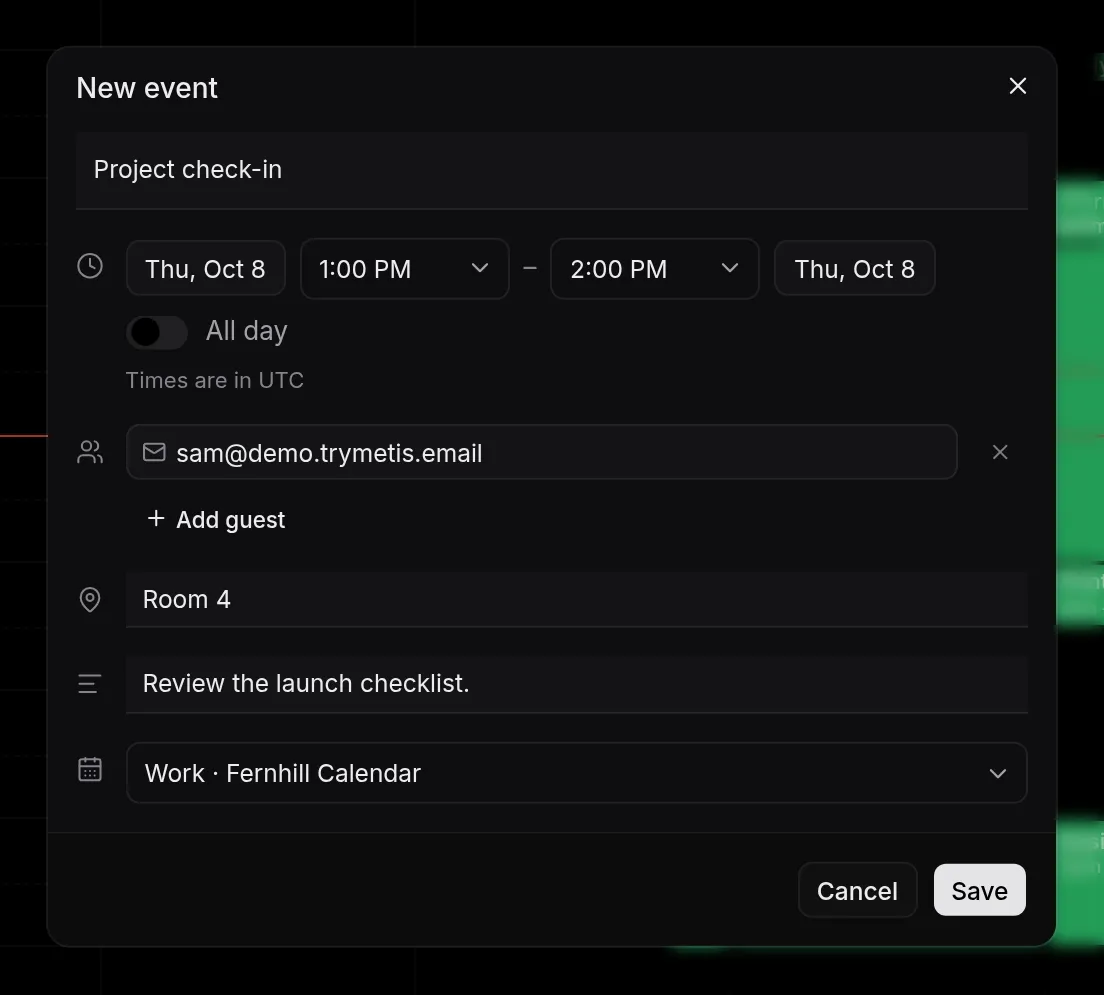 New event
Project check-in
Thu, Oct 8 1:00 PM – 2:00 PM Thu, Oct 8
All day
Times are in UTC
sam@demo.trymetis.email
+ Add guest
Room 4
Review the launch checklist.
Work · Fernhill Calendar
Cancel Save